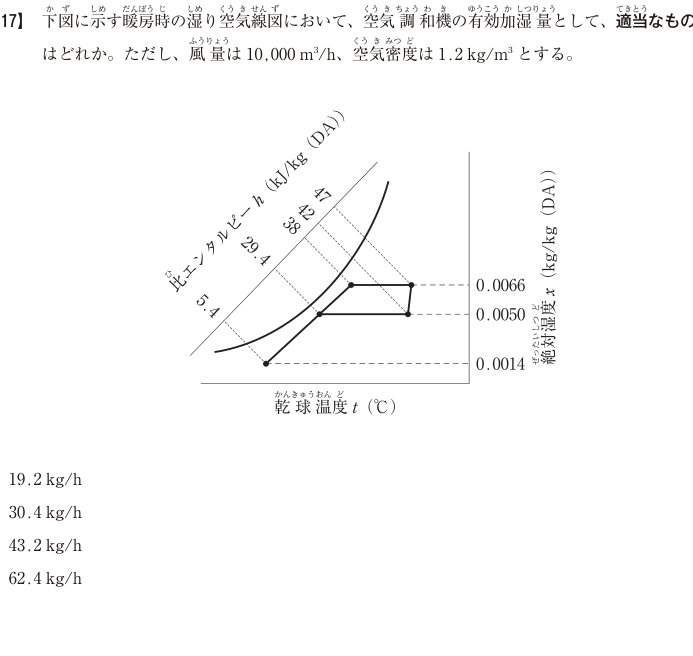 17】 下図に示す暖房時の湿り空気線図において、空気調和機の有効加湿量として、適当なもの
はどれか。ただし、風量は 10,000 m³/h、空気密度は 1.2 kg/m³ とする。
比エンタルピー h (kJ/kg (DA))
47
42
38
29.4
5.4
0.0066
0.0050
0.0014
絶対湿度 x (kg/kg (DA))
乾球温度 t (℃)
19.2 kg/h
30.4 kg/h
43.2 kg/h
62.4 kg/h